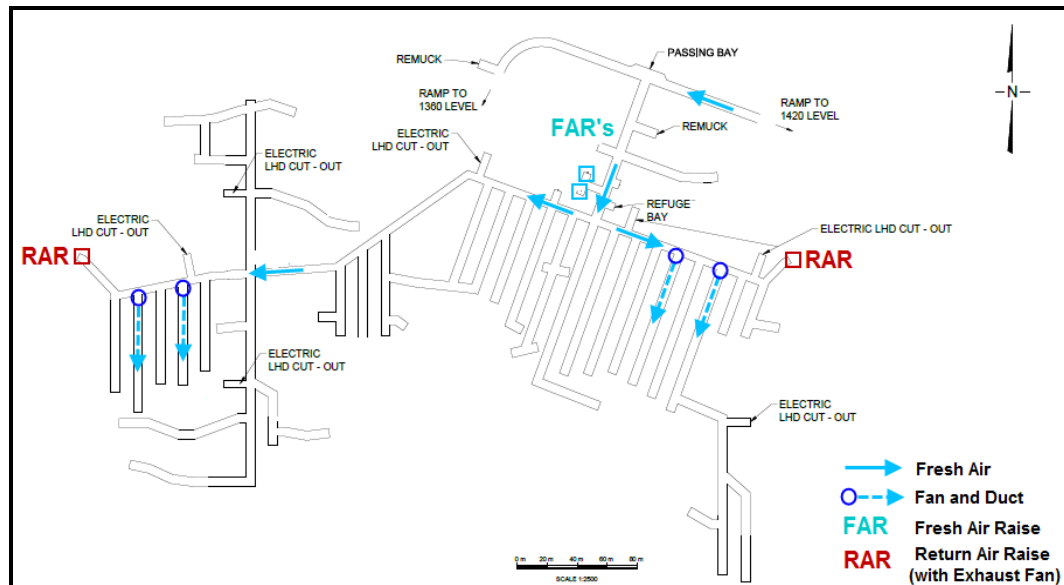 REMUCK
PASSING BAY
RAMP TO
1360 LEVEL
RAMP TO
1420 LEVEL
N
FAR's
REMUCK
ELECTRIC
LHD CUT - OUT
ELECTRIC
LHD CUT - OUT
REFUGE
BAY
ELECTRIC
LHD CUT - OUT
ELECTRIC LHD CUT - OUT
RAR
RAR
ELECTRIC
LHD CUT - OUT
ELECTRIC
LHD CUT - OUT
Fresh Air
Fan and Duct
FAR Fresh Air Raise
RAR Return Air Raise
(with Exhaust Fan)
0 m 20 m 40 m 60 m 80 m
SCALE 1:2500